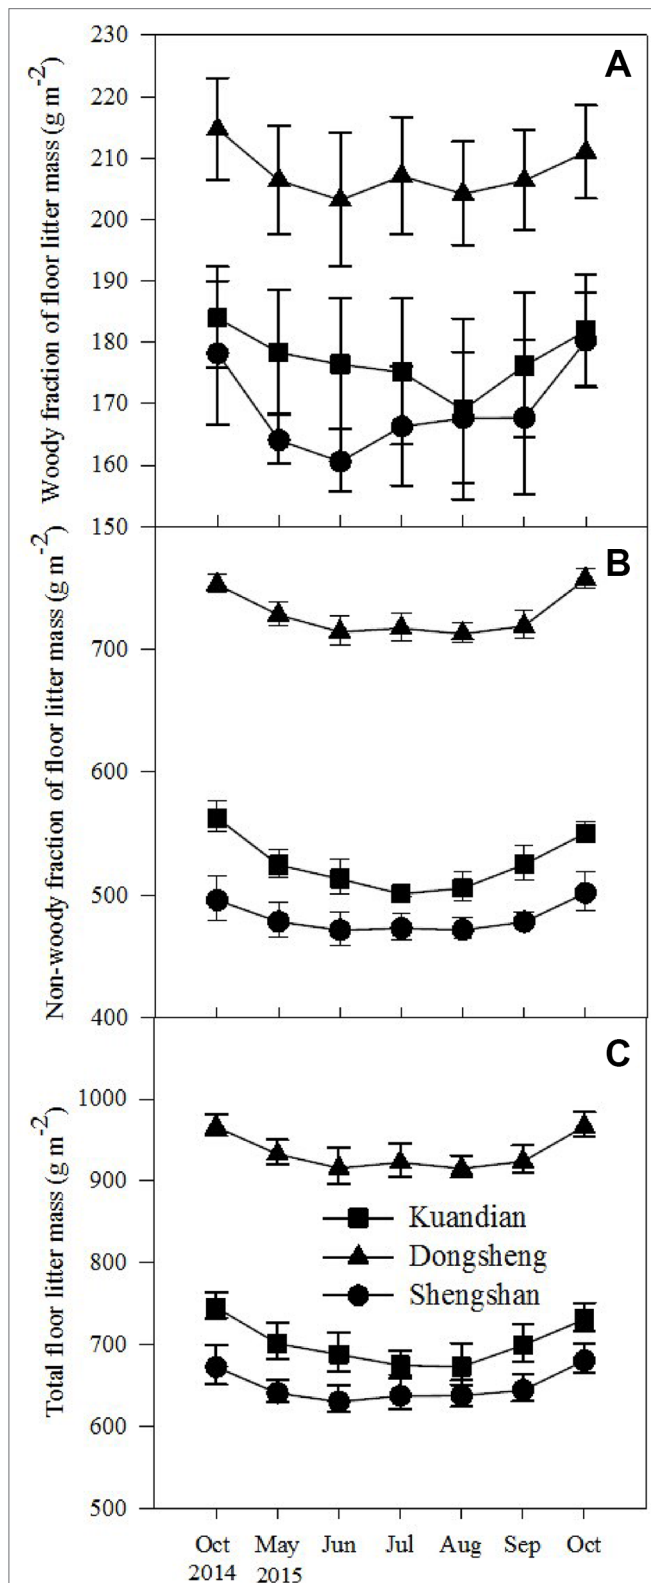 A
Woody fraction of floor litter mass (g m-2)
230
220
210
200
190
180
170
160
150
B
Non-woody fraction of floor litter mass (g m-2)
700
600
500
400
C
Total floor litter mass (g m-2)
1000
900
800
700
600
500
Kuandian
Dongsheng
Shengshan
Oct May Jun Jul Aug Sep Oct
2014 2015